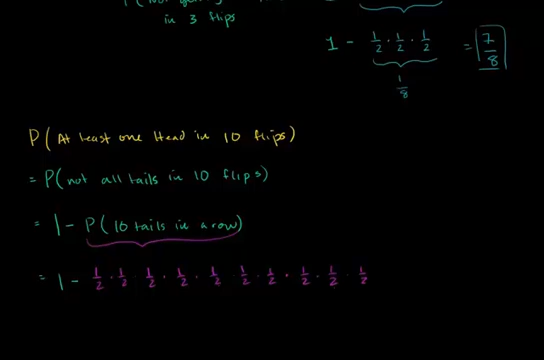 in 3 flips
1 - 1/2 · 1/2 · 1/2 = 7/8
1/8
P(At least one Head in 10 flips)
= P(not all tails in 10 flips)
= 1 - P(10 tails in a row)
= 1 - 1/2 · 1/2 · 1/2 · 1/2 · 1/2 · 1/2 · 1/2 · 1/2 · 1/2 · 1/2